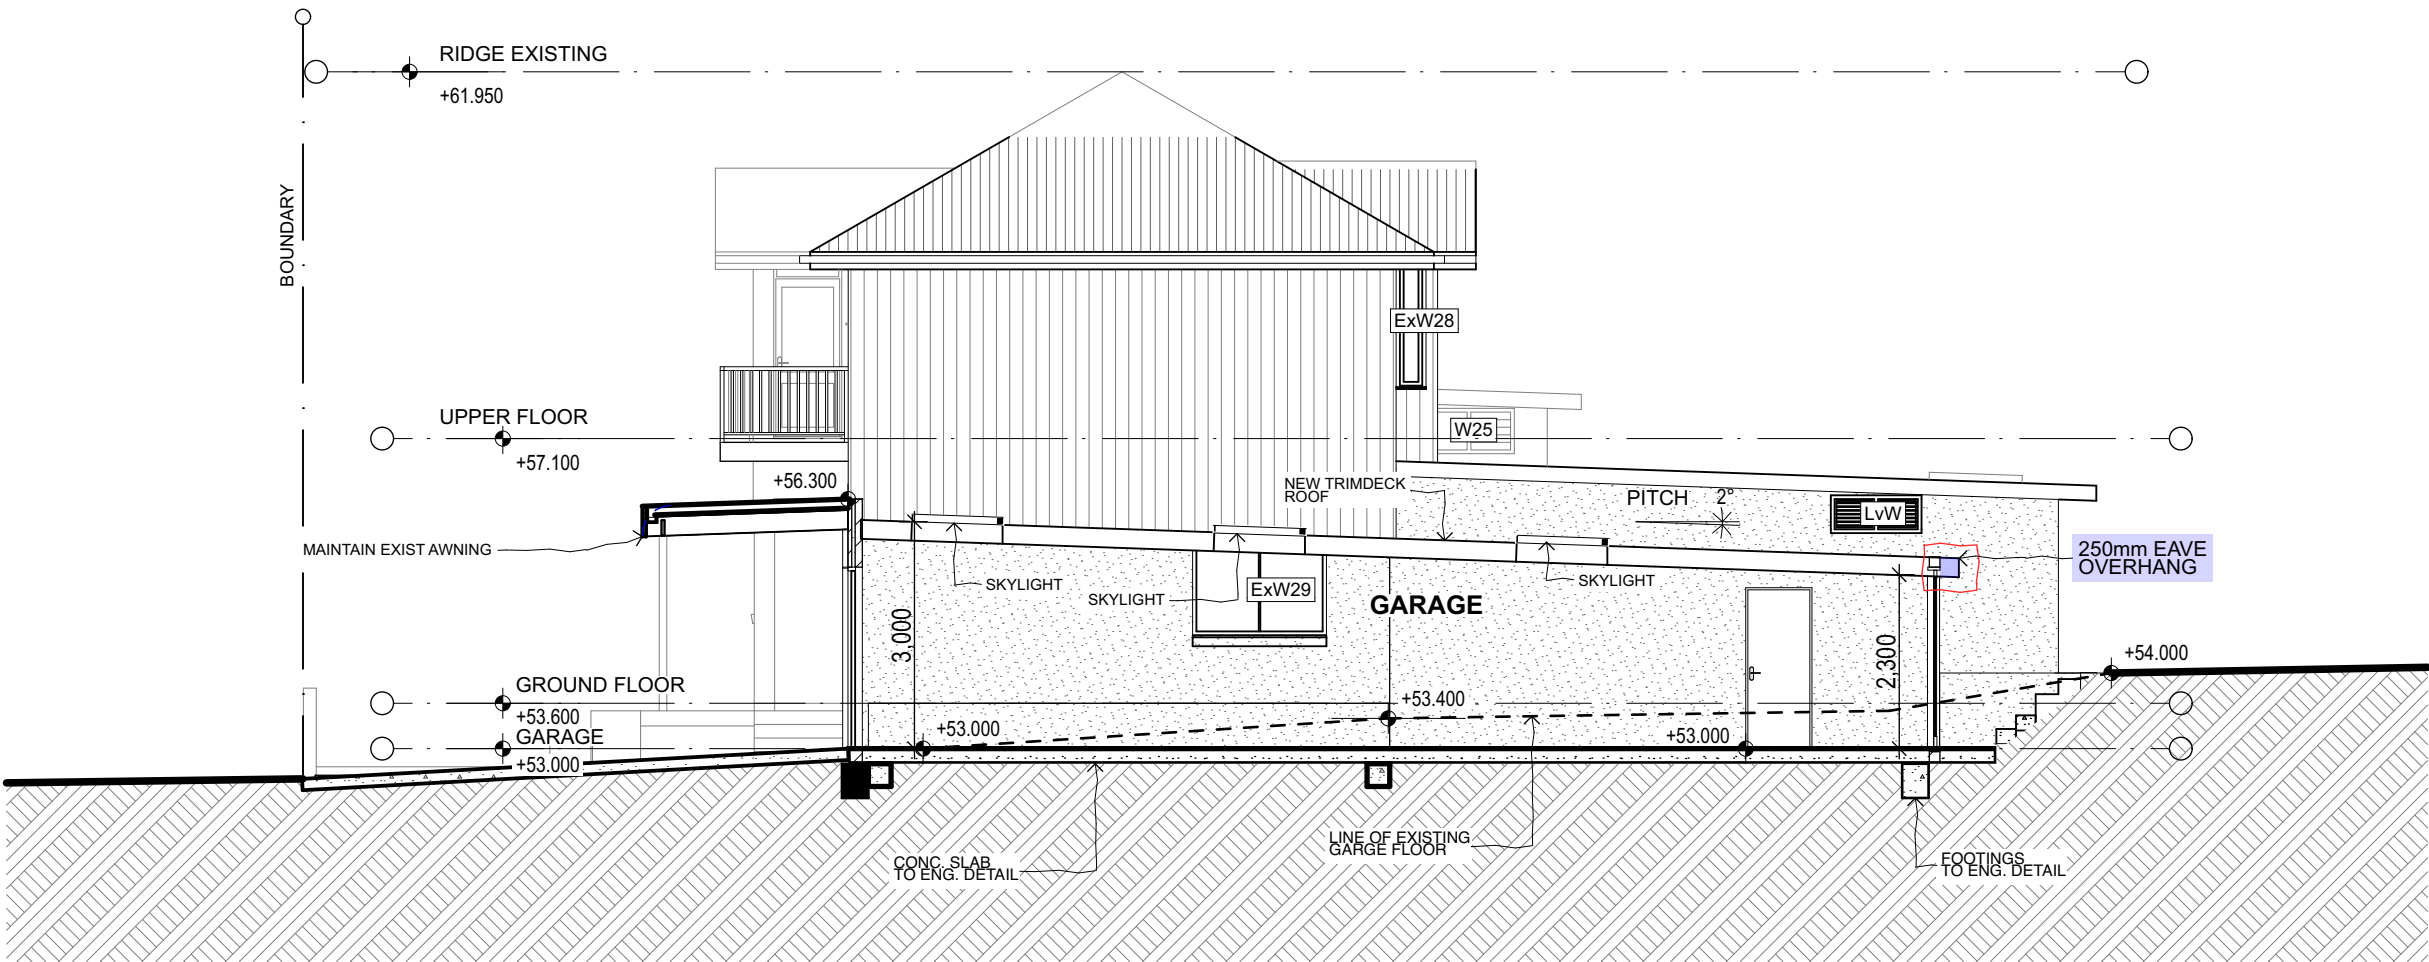 RIDGE EXISTING
+61.950
BOUNDARY
ExW28
UPPER FLOOR
W25
+57.100
+56.300
NEW TRIMDECK
ROOF
PITCH 2°
LvW
MAINTAIN EXIST AWNING
250mm EAVE
OVERHANG
SKYLIGHT
SKYLIGHT
SKYLIGHT
ExW29
GARAGE
3,000
2,300
+54.000
GROUND FLOOR
+53.600
+53.400
GARAGE
+53.000
+53.000
+53.000
LINE OF EXISTING
GARGE FLOOR
CONC. SLAB
TO ENG. DETAIL
FOOTINGS
TO ENG. DETAIL